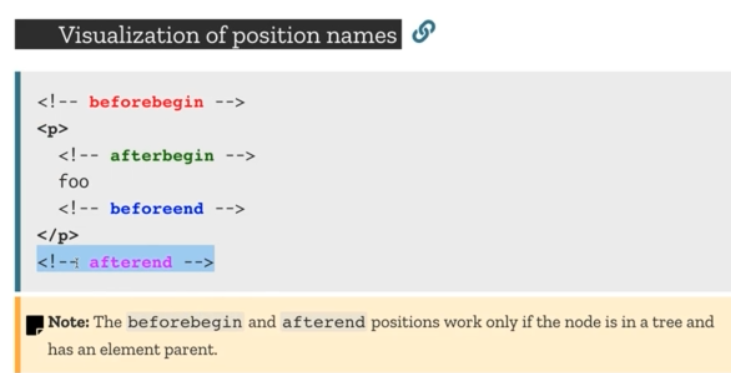 Visualization of position names
<!-- beforebegin -->
<p>
<!-- afterbegin -->
foo
<!-- beforeend -->
</p>
<!-- afterend -->
Note: The beforebegin and afterend positions work only if the node is in a tree and
has an element parent.